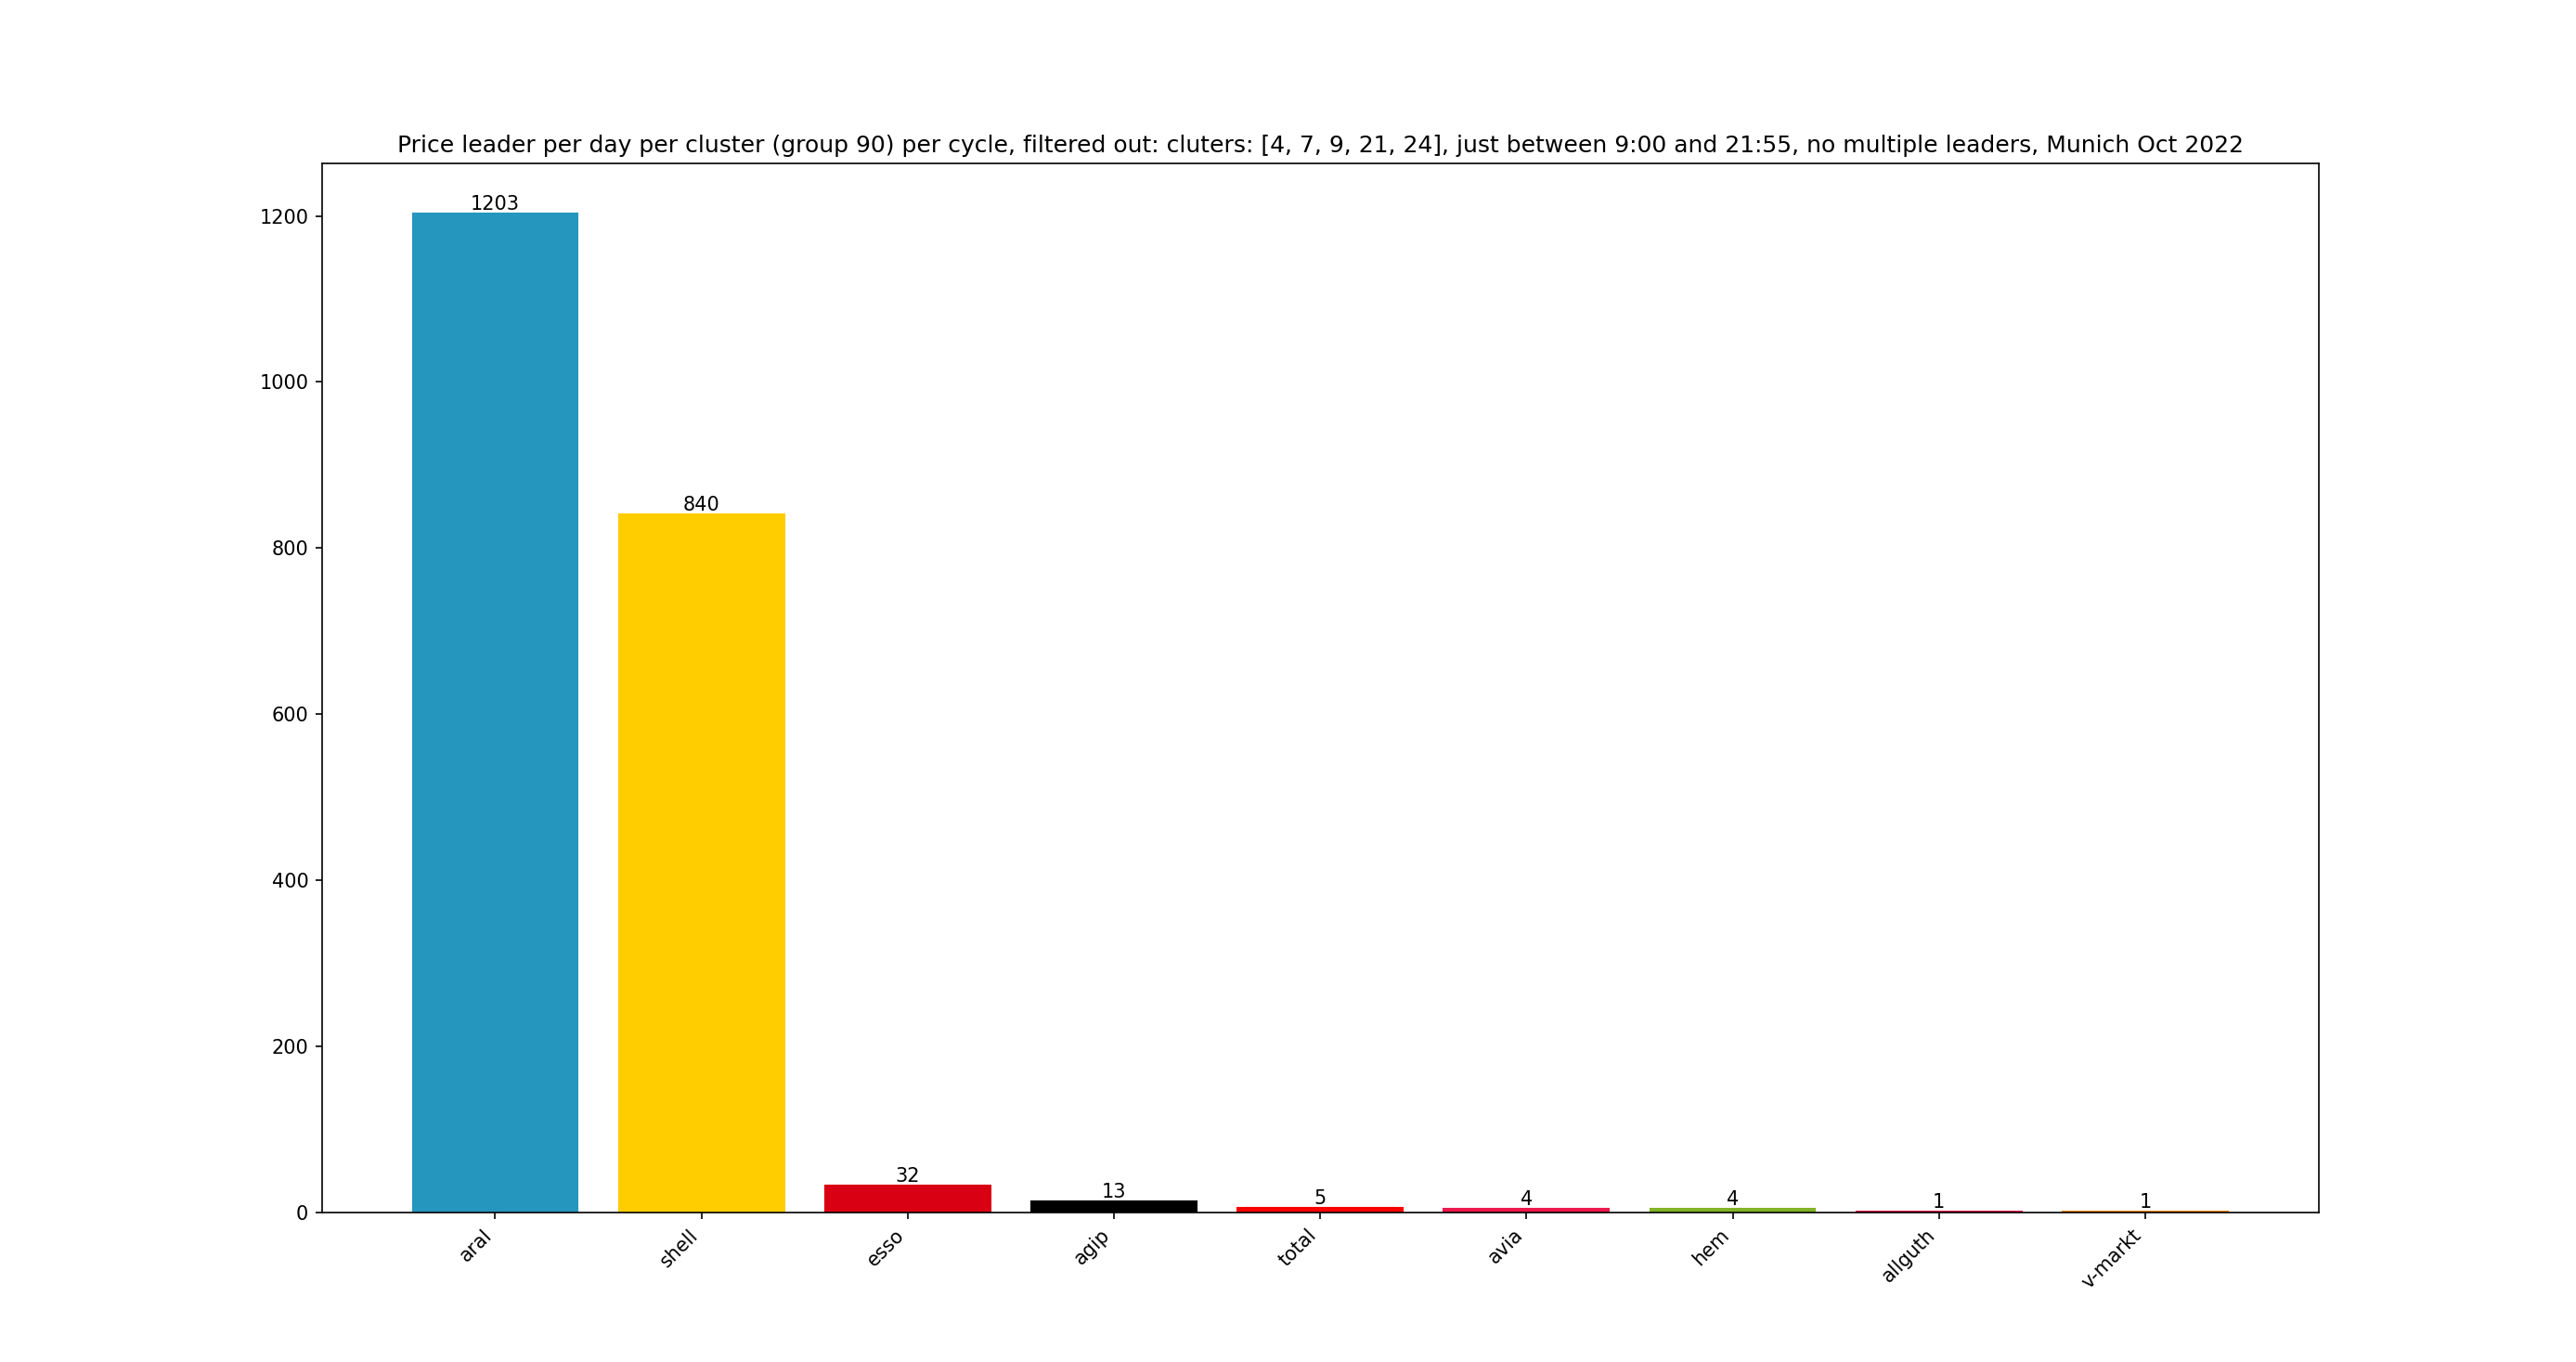 Price leader per day per cluster (group 90) per cycle, filtered out: cluters: [4, 7, 9, 21, 24], just between 9:00 and 21:55, no multiple leaders, Munich Oct 2022
1200
1000
800
600
400
200
0
1203
840
32
13
5
4
4
1
1
aral
shell
esso
agip
total
avia
hem
allguth
v-markt